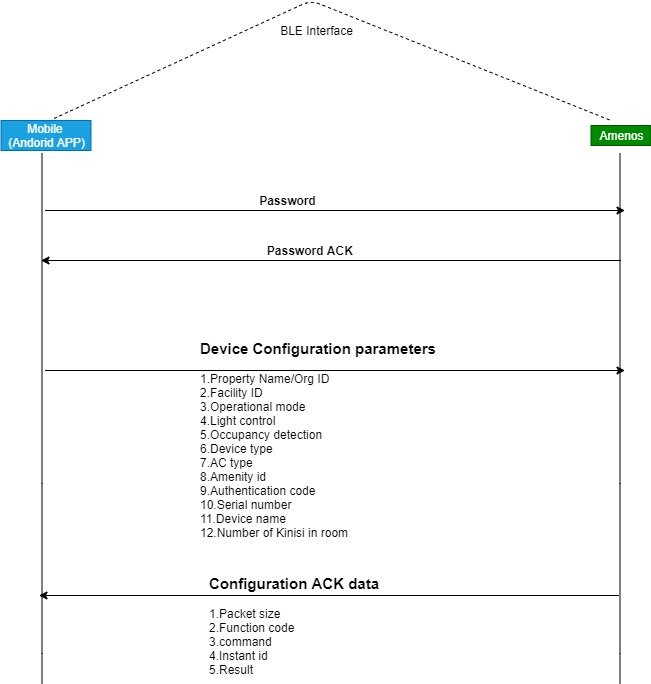 BLE Interface
Mobile
(Andorid APP)
Amenos
Password
Password ACK
Device Configuration parameters
1.Property Name/Org ID
2.Facility ID
3.Operational mode
4.Light control
5.Occupancy detection
6.Device type
7.AC type
8.Amenity id
9.Authentication code
10.Serial number
11.Device name
12.Number of Kinisi in room
Configuration ACK data
1.Packet size
2.Function code
3.command
4.Instant id
5.Result